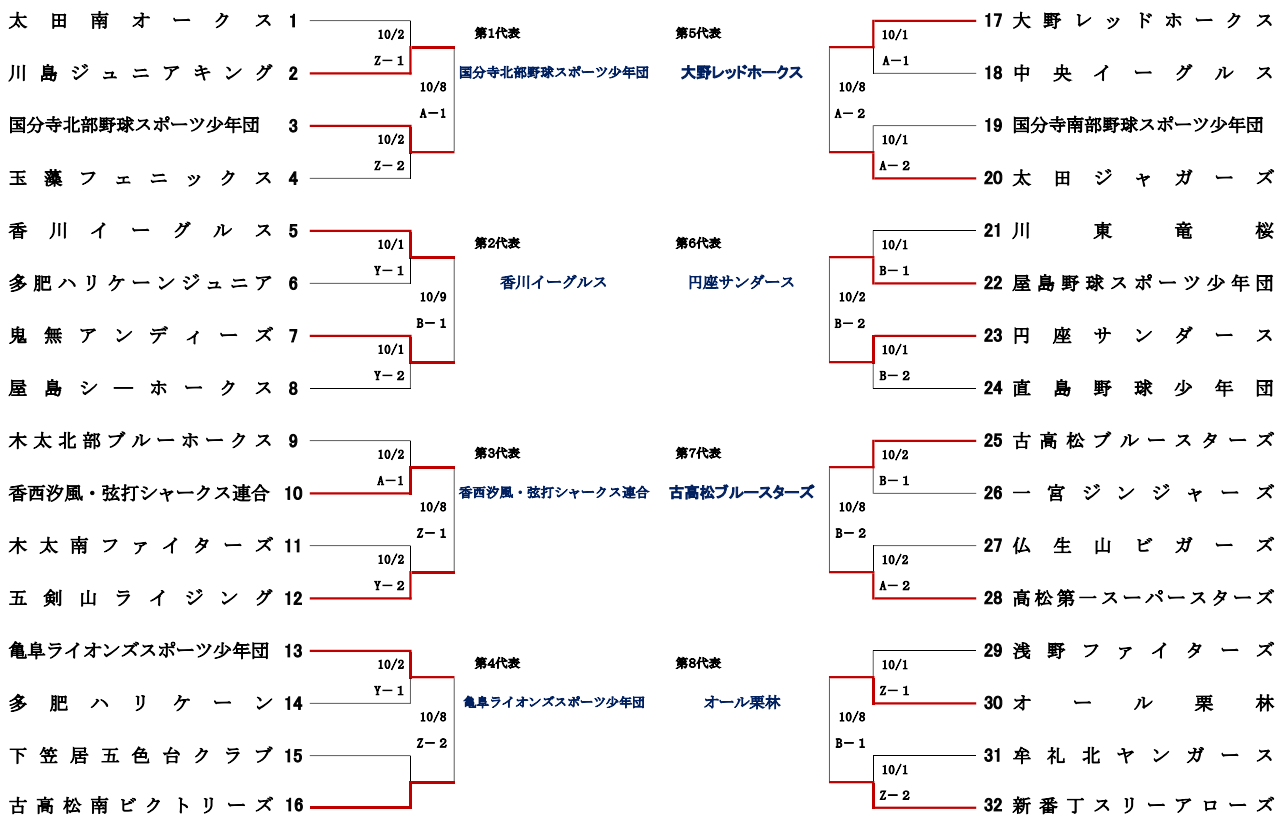 太田南オークス 1
10/2
Z－1
川島ジュニアキング 2
10/8
A－1
国分寺北部野球スポーツ少年団 3
10/2
Z－2
玉藻フェニックス 4
第1代表
国分寺北部野球スポーツ少年団
香川イーグルス 5
10/1
Y－1
多肥ハリケーンジュニア 6
10/9
B－1
鬼無アンディーズ 7
10/1
Y－2
屋島シーホークス 8
第2代表
香川イーグルス
木太北部ブルーホークス 9
10/2
A－1
香西汐風・弦打シャークス連合 10
10/8
Z－1
木太南ファイターズ 11
10/2
Y－2
五剣山ライジング 12
第3代表
香西汐風・弦打シャークス連合
亀阜ライオンズスポーツ少年団 13
10/2
Y－1
多肥ハリケーン 14
10/8
Z－2
下笠居五色台クラブ 15
古高松南ビクトリーズ 16
第4代表
亀阜ライオンズスポーツ少年団
第5代表
大野レッドホークス
17 大野レッドホークス
10/1
A－1
18 中央イーグルス
10/8
A－2
19 国分寺南部野球スポーツ少年団
10/1
A－2
20 太田ジャガーズ
第6代表
円座サンダース
21 川東竜桜
10/1
B－1
22 屋島野球スポーツ少年団
10/2
B－2
23 円座サンダース
10/1
B－2
24 直島野球少年団
第7代表
古高松ブルースターズ
25 古高松ブルースターズ
10/2
B－1
26 一宮ジンジャーズ
10/8
B－2
27 仏生山ビガーズ
10/2
A－2
28 高松第一スーパースターズ
第8代表
オール栗林
29 浅野ファイターズ
10/1
Z－1
30 オール栗林
10/8
B－1
31 牟礼北ヤンガース
10/1
Z－2
32 新番丁スリーアローズ